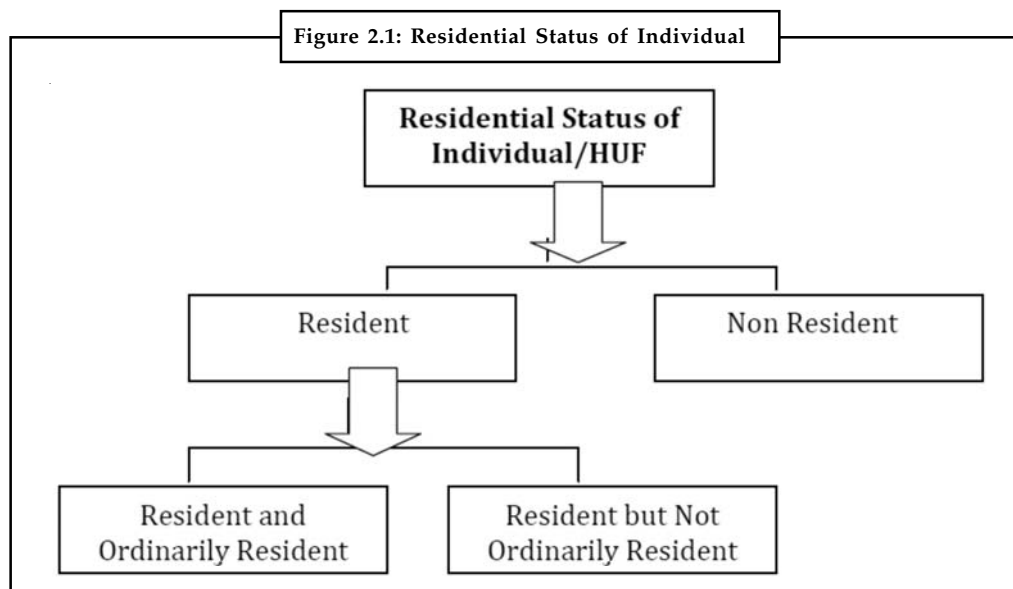 Figure 2.1: Residential Status of Individual
Residential Status of
Individual/HUF
Resident
Non Resident
Resident and
Ordinarily Resident
Resident but Not
Ordinarily Resident